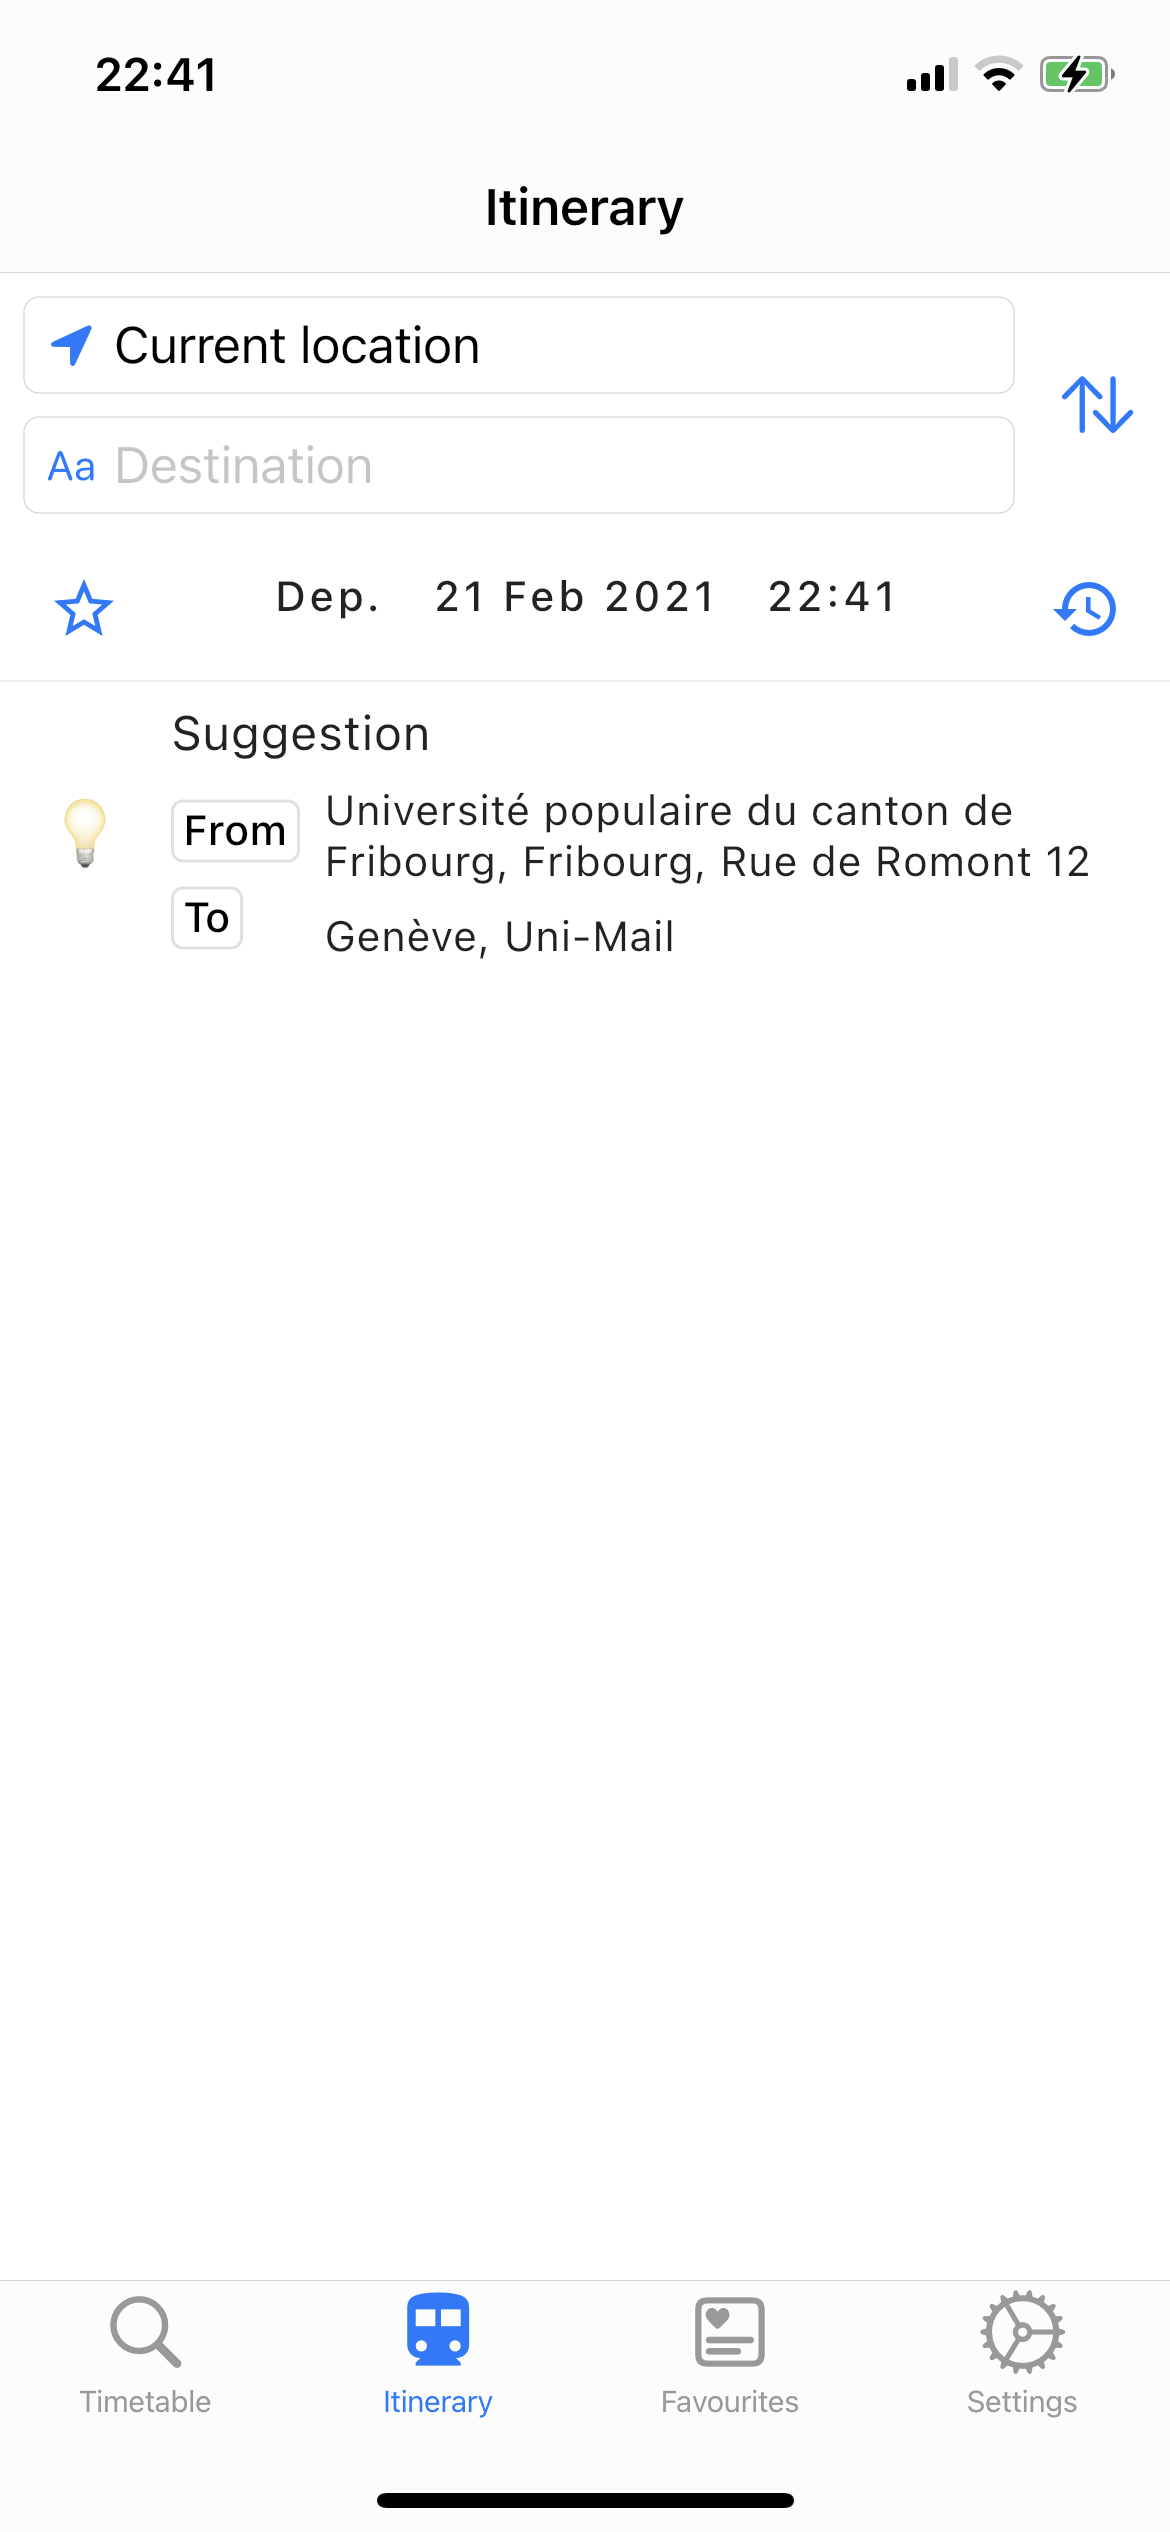 22:41
Itinerary
Current location
Aa Destination
Dep. 21 Feb 2021 22:41
Suggestion
From Université populaire du canton de
Fribourg, Fribourg, Rue de Romont 12
To Genève, Uni-Mail
Timetable Itinerary Favourites Settings